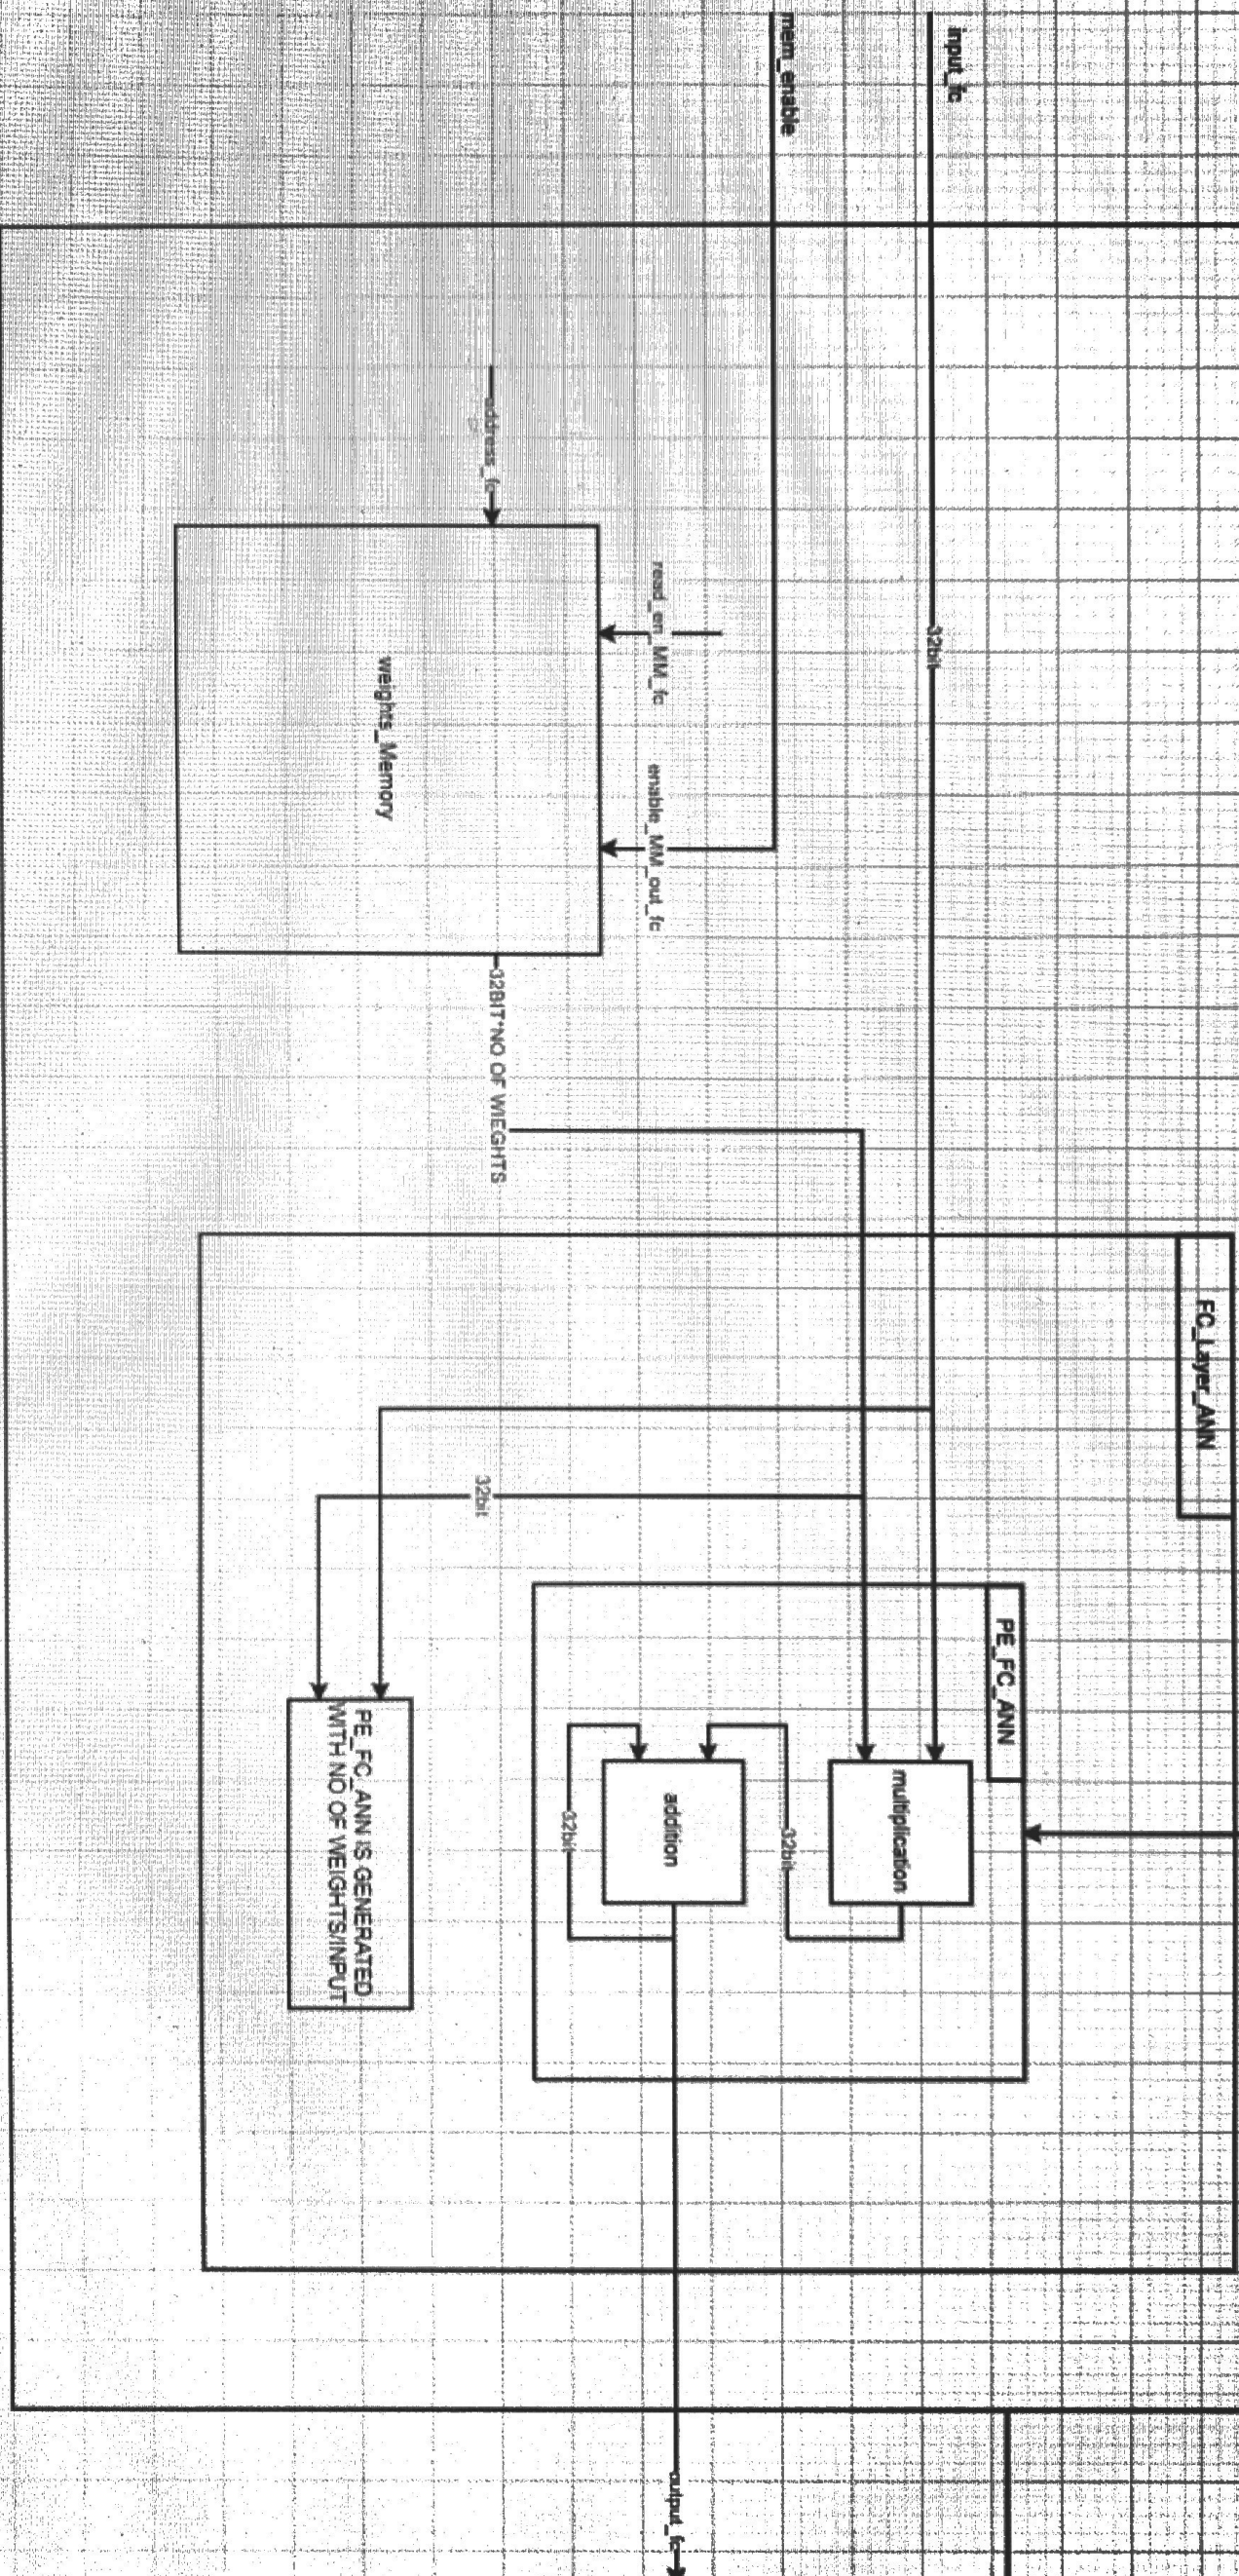 FC_Layer_ANN
PE_FC_ANN
input_fc
32bit
multiplication
mem_enable
32bit
read_en_MM_fc
enable_MM_out_fc
addition
output_fc
32bit
address_fc
32BIT*NO OF WIEGHTS
32bit
weights_Memory
PE_FC_ANN IS GENERATED
WITH NO OF WEIGHTS/INPUT